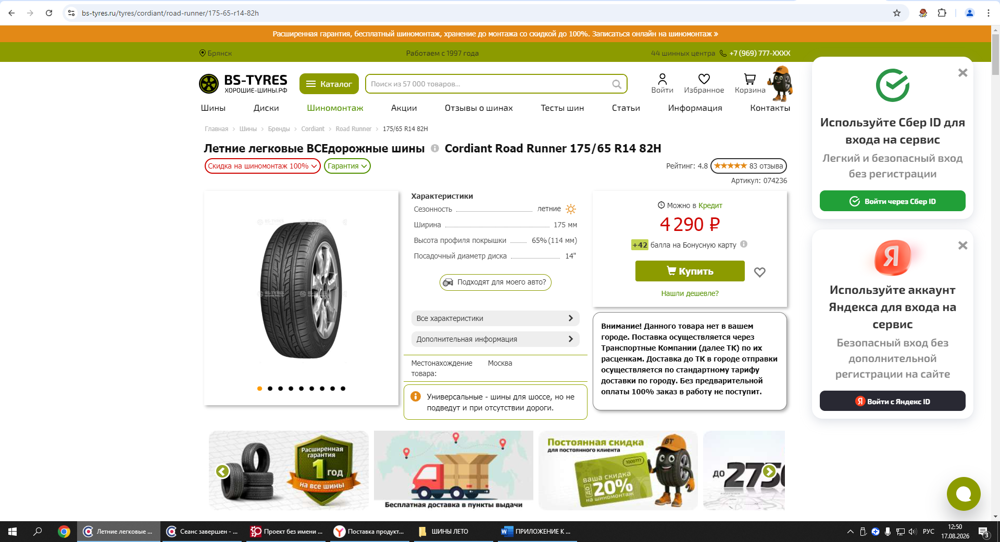 bs-tyres.ru/tyres/cordiant/road-runner/175-65-r14-82h
Расширенная гарантия, бесплатный шиномонтаж, хранение до монтажа со скидкой до 100%. Записаться онлайн на шиномонтаж »
Брянск
Работаем с 1997 года
44 шинных центра
+7 (969) 777-XXXX
BS-TYRES
ХОРОШИЕ-ШИНЫ.РФ
Каталог
Поиск из 57 000 товаров...
Войти
Избранное
Корзина
Шины
Диски
Шиномонтаж
Акции
Отзывы о шинах
Тесты шин
Статьи
Информация
Контакты
Главная > Шины > Бренды > Cordiant > Road Runner > 175/65 R14 82H
Летние легковые ВСЕдорожные шины Cordiant Road Runner 175/65 R14 82H
Скидка на шиномонтаж 100%
Гарантия
Рейтинг: 4.8
83 отзыва
Артикул: 074236
BS-TYRES
BS-TYRES
BS-TYRES
Характеристики
Сезонность летние
Ширина 175 мм
Высота профиля покрышки 65% (114 мм)
Посадочный диаметр диска 14"
Подходят для моего авто?
Все характеристики
Дополнительная информация
Местонахождение товара: Москва
Универсальные - шины для шоссе, но не
подведут и при отсутствии дороги.
Можно в Кредит
4 290 ₽
+42 балла на Бонусную карту
Купить
Нашли дешевле?
Внимание! Данного товара нет в вашем
городе. Поставка осуществляется через
Транспортные Компании (далее ТК) по их
расценкам. Доставка до ТК в городе отправки
осуществляется по стандартному тарифу
доставки по городу. Без предварительной
оплаты 100% заказ в работу не поступит.
Используйте Сбер ID для
входа на сервис
Легкий и безопасный вход
без регистрации
Войти через Сбер ID
Я
Используйте аккаунт
Яндекса для входа на
сервис
Безопасный вход без
дополнительной
регистрации на сайте
Я Войти с Яндекс ID
Расширенная
гарантия
1 год
на все шины
Бесплатная доставка в пункты выдачи
Постоянная скидка
для постоянного клиента
BT
1000777
ваша скидка
до 20%
на шиномонтаж
до 2750
Летние легковые ...
Сеанс завершен - ...
Проект без имени ...
Поставка продукт...
ШИНЫ ЛЕТО
ПРИЛОЖЕНИЕ К ...
РУС
12:50
17.08.2026
3